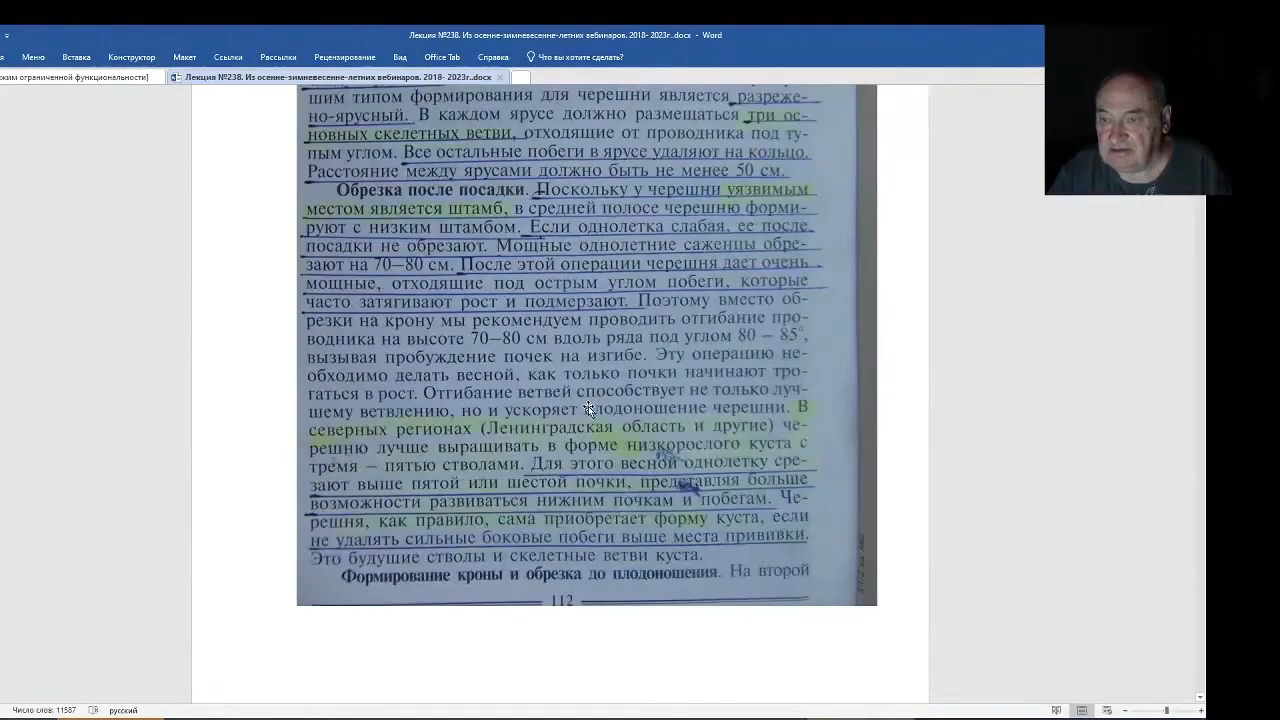 Лекция №238. Из осенне-зимневесенне-летних вебинаров. 2018- 2023г..docx - Word
Меню Вставка Конструктор Макет Ссылки Рассылки Рецензирование Вид Office Tab Справка Что вы хотите сделать?
жим ограниченной функциональности] Лекция №238. Из осенне-зимневесенне-летних вебинаров. 2018- 2023г..docx
шим типом формирования для черешни является разреже-
но-ярусный. В каждом ярусе должно размещаться три ос-
новных скелетных ветви, отходящие от проводника под ту-
пым углом. Все остальные побеги в ярусе удаляют на кольцо.
Расстояние между ярусами должно быть не менее 50 см.
Обрезка после посадки. Поскольку у черешни уязвимым
местом является штамб, в средней полосе черешню форми-
руют с низким штамбом. Если однолетка слабая, ее после
посадки не обрезают. Мощные однолетние саженцы обре-
зают на 70–80 см. После этой операции черешня дает очень
мощные, отходящие под острым углом побеги, которые
часто затягивают рост и подмерзают. Поэтому вместо об-
резки на крону мы рекомендуем проводить отгибание про-
водника на высоте 70–80 см вдоль ряда под углом 80 – 85°,
вызывая пробуждение почек на изгибе. Эту операцию не-
обходимо делать весной, как только почки начинают тро-
гаться в рост. Отгибание ветвей способствует не только луч-
шему ветвлению, но и ускоряет плодоношение черешни. В
северных регионах (Ленинградская область и другие) че-
решню лучше выращивать в форме низкорослого куста с
тремя – пятью стволами. Для этого весной однолетку сре-
зают выше пятой или шестой почки, представляя больше
возможности развиваться нижним почкам и побегам. Че-
решня, как правило, сама приобретает форму куста, если
не удалять сильные боковые побеги выше места прививки.
Это будушие стволы и скелетные ветви куста.
Формирование кроны и обрезка до плодоношения. На второй
112
Число слов: 11587 русский